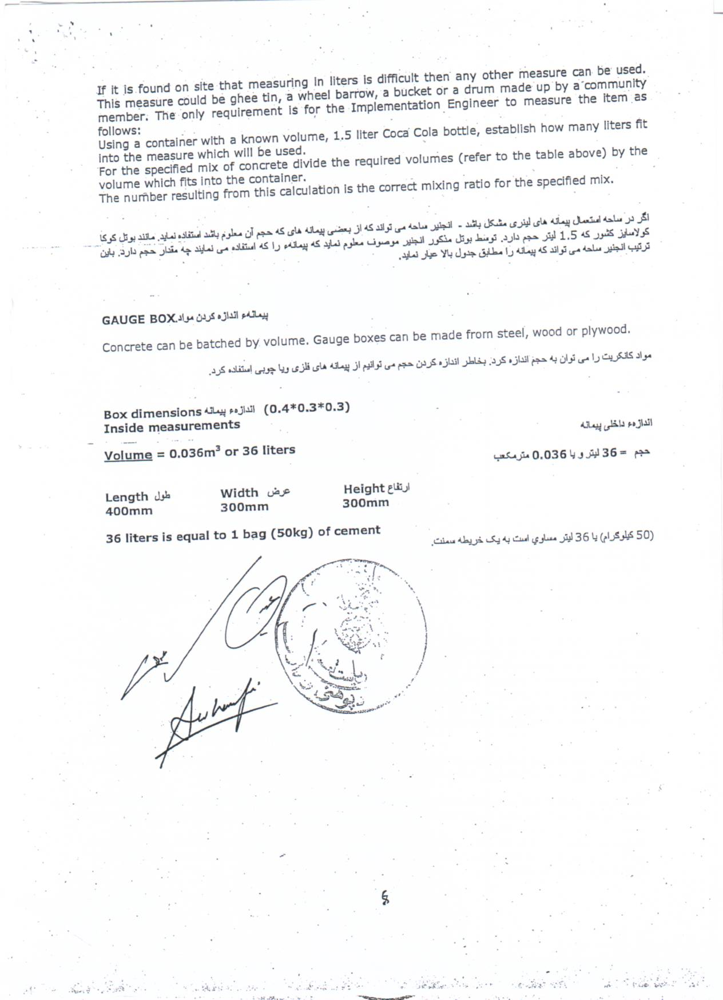 If it is found on site that measuring in liters is difficult then any other measure can be used.
This measure could be ghee tin, a wheel barrow, a bucket or a drum made up by a community
member. The only requirement is for the Implementation Engineer to measure the item as
follows:
Using a container with a known volume, 1.5 liter Coca Cola bottle, establish how many liters fit
into the measure which will be used.
For the specified mix of concrete divide the required volumes (refer to the table above) by the
volume which fits into the container.
The number resulting from this calculation is the correct mixing ratio for the specified mix.
اگر در ساحه استعمال پیمانه های لیتری مشکل باشد - انجنیر ساحه می تواند که از بعضی پیمانه های که حجم آن معلوم باشد استفاده نماید. مانند بوتل کوکا
کولاسایز کشور که 1.5 لیتر حجم دارد. توسط بوتل مذکور انجنیر موصوف معلوم نماید که پیمانهء را که استفاده می نمایند چه مقدار حجم دارد. باین
ترتیب انجنیر ساحه می تواند که پیمانه را مطابق جدول بالا عیار نماید.
GAUGE BOX.پیمانهء اندازه کردن مواد
Concrete can be batched by volume. Gauge boxes can be made from steel, wood or plywood.
مواد کانکریت را می توان به حجم اندازه کرد. بخاطر اندازه کردن حجم می توانیم از پیمانه های فلزی ویا چوبی استفاده کرد.
Box dimensions اندازهء پیمانه (0.4*0.3*0.3)
Inside measurements اندازهء داخلی پیمانه
Volume = 0.036m³ or 36 liters حجم = 36 لیتر و یا 0.036 مترمکعب
Length طول Width عرض Height ارتفاع
400mm 300mm 300mm
36 liters is equal to 1 bag (50kg) of cement (50 کیلوگرام) یا 36 لیتر مساوي است به یک خریطه سمنت.
ریاست